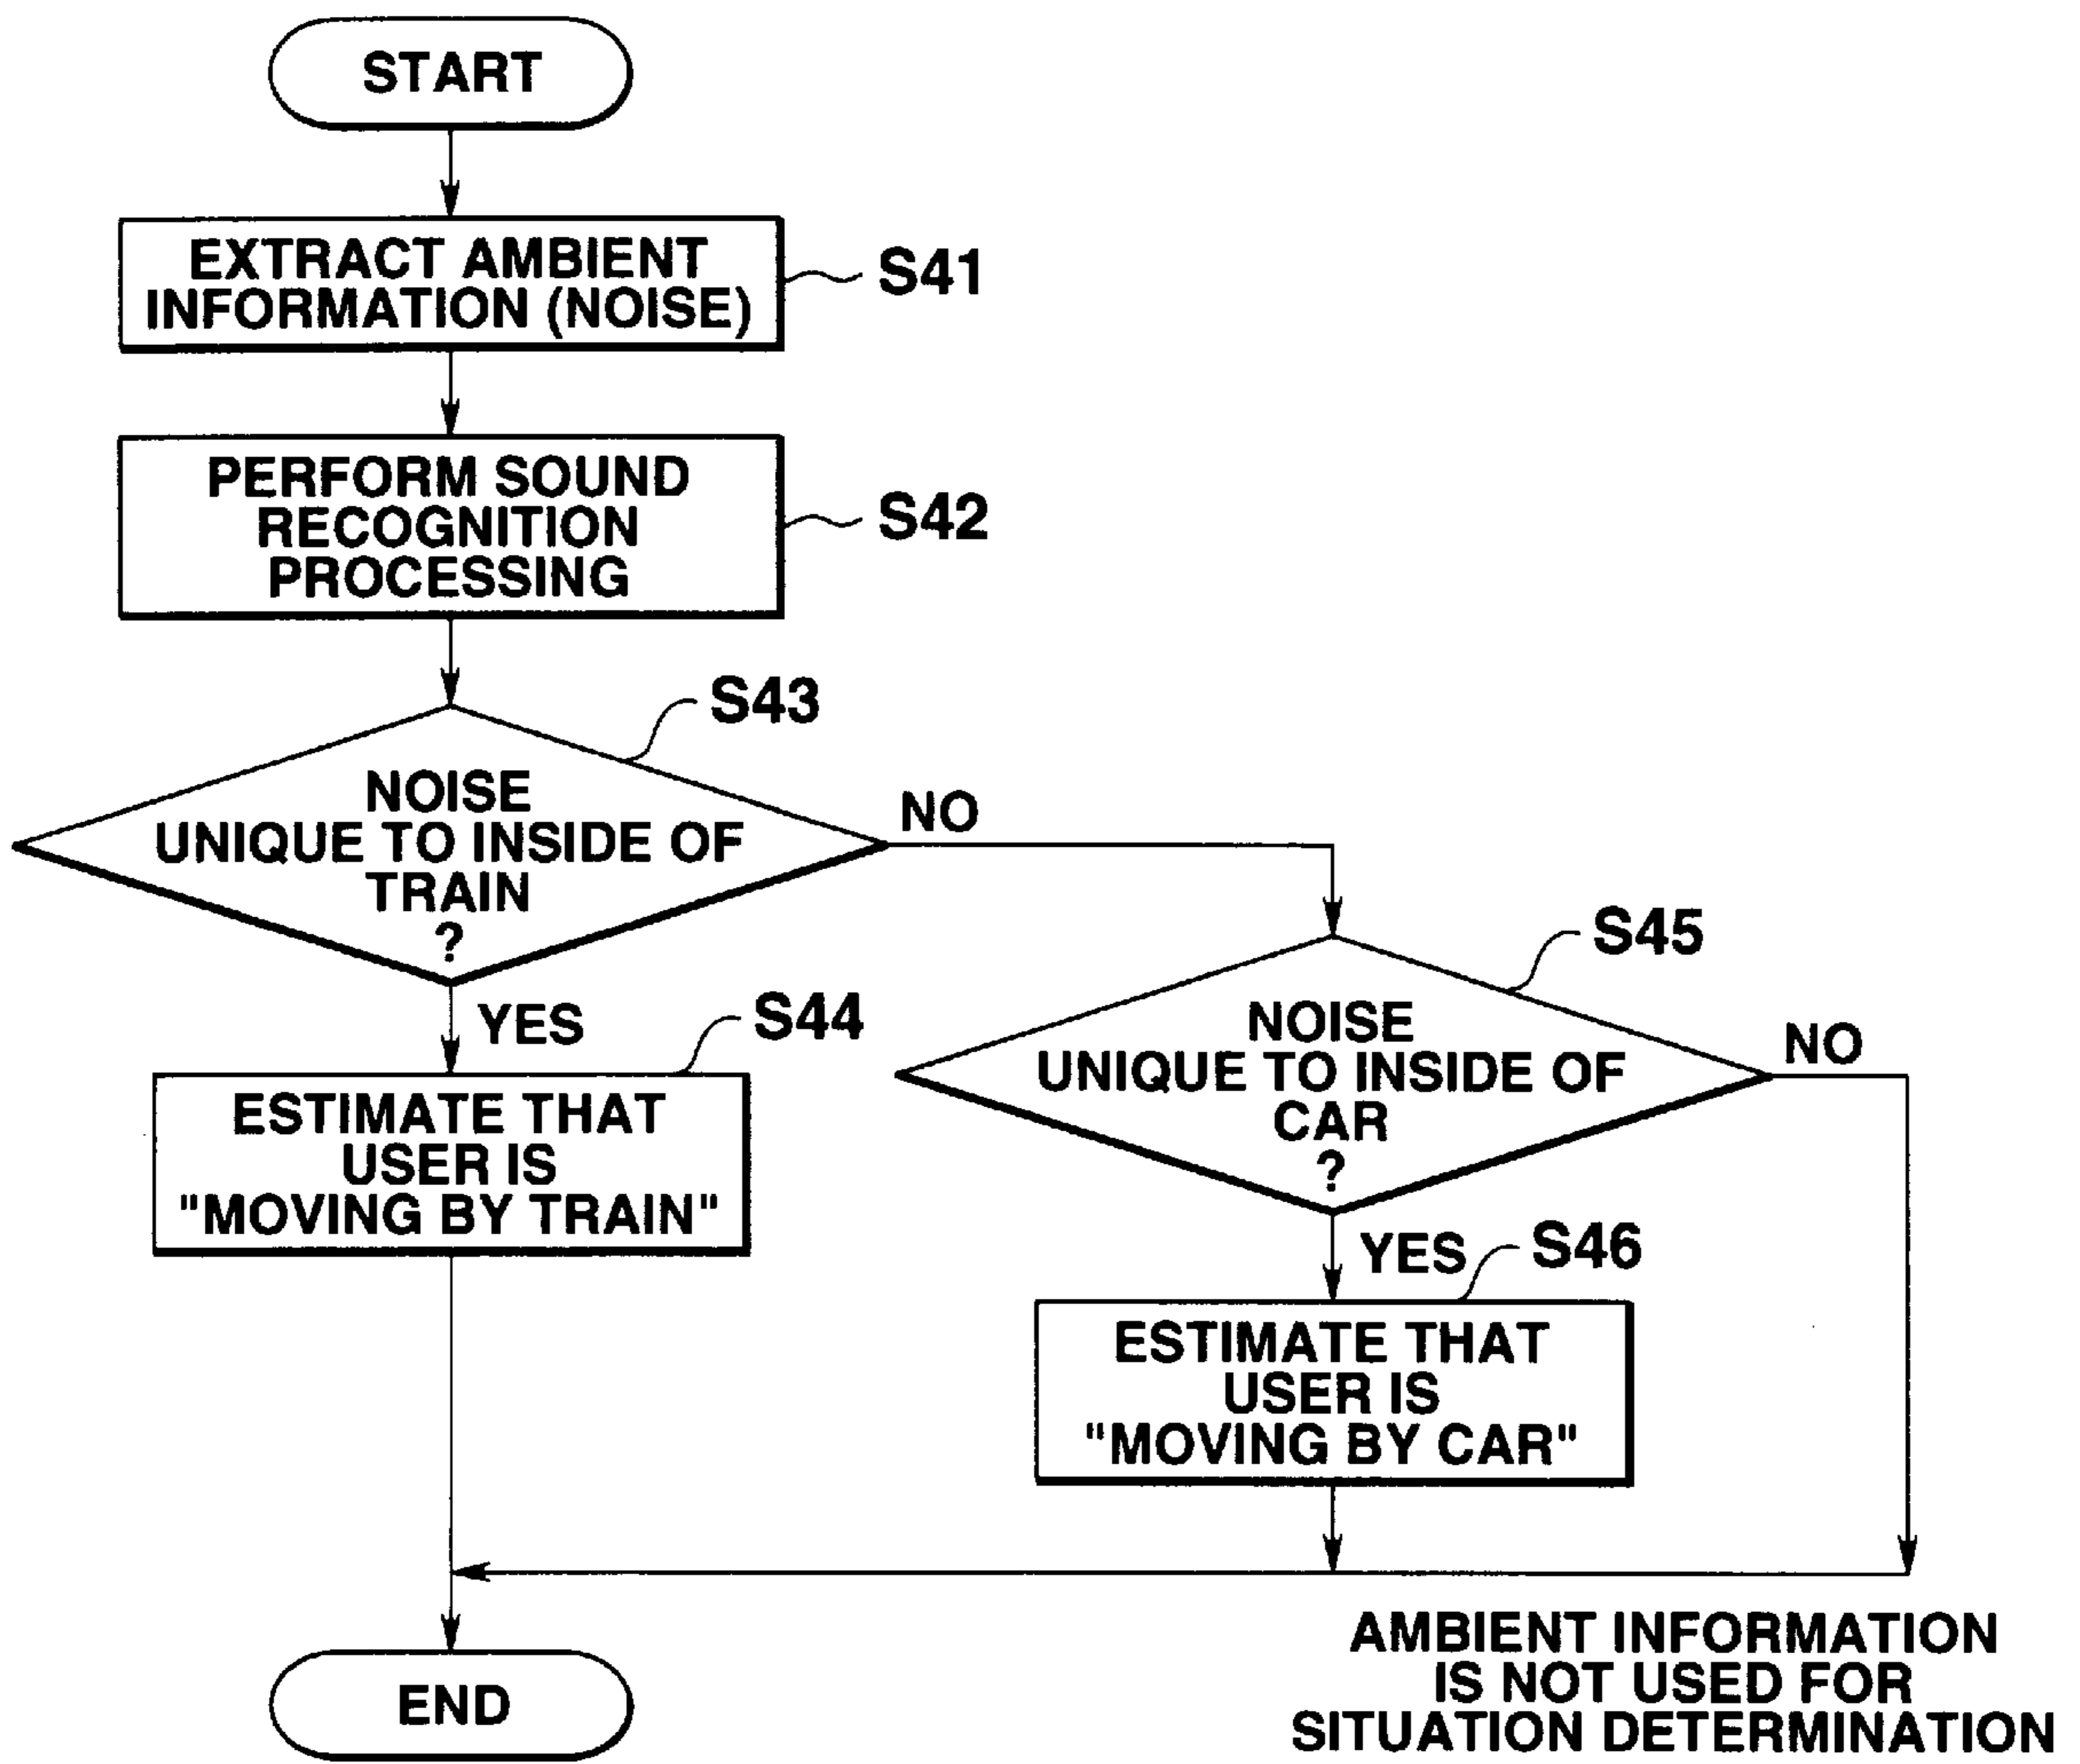 START
EXTRACT AMBIENT
INFORMATION (NOISE)
S41
PERFORM SOUND
RECOGNITION
PROCESSING
S42
S43
NOISE
UNIQUE TO INSIDE OF
TRAIN
?
NO
YES
S44
ESTIMATE THAT
USER IS
"MOVING BY TRAIN"
S45
NOISE
UNIQUE TO INSIDE OF
CAR
?
NO
YES
S46
ESTIMATE THAT
USER IS
"MOVING BY CAR"
END
AMBIENT INFORMATION
IS NOT USED FOR
SITUATION DETERMINATION